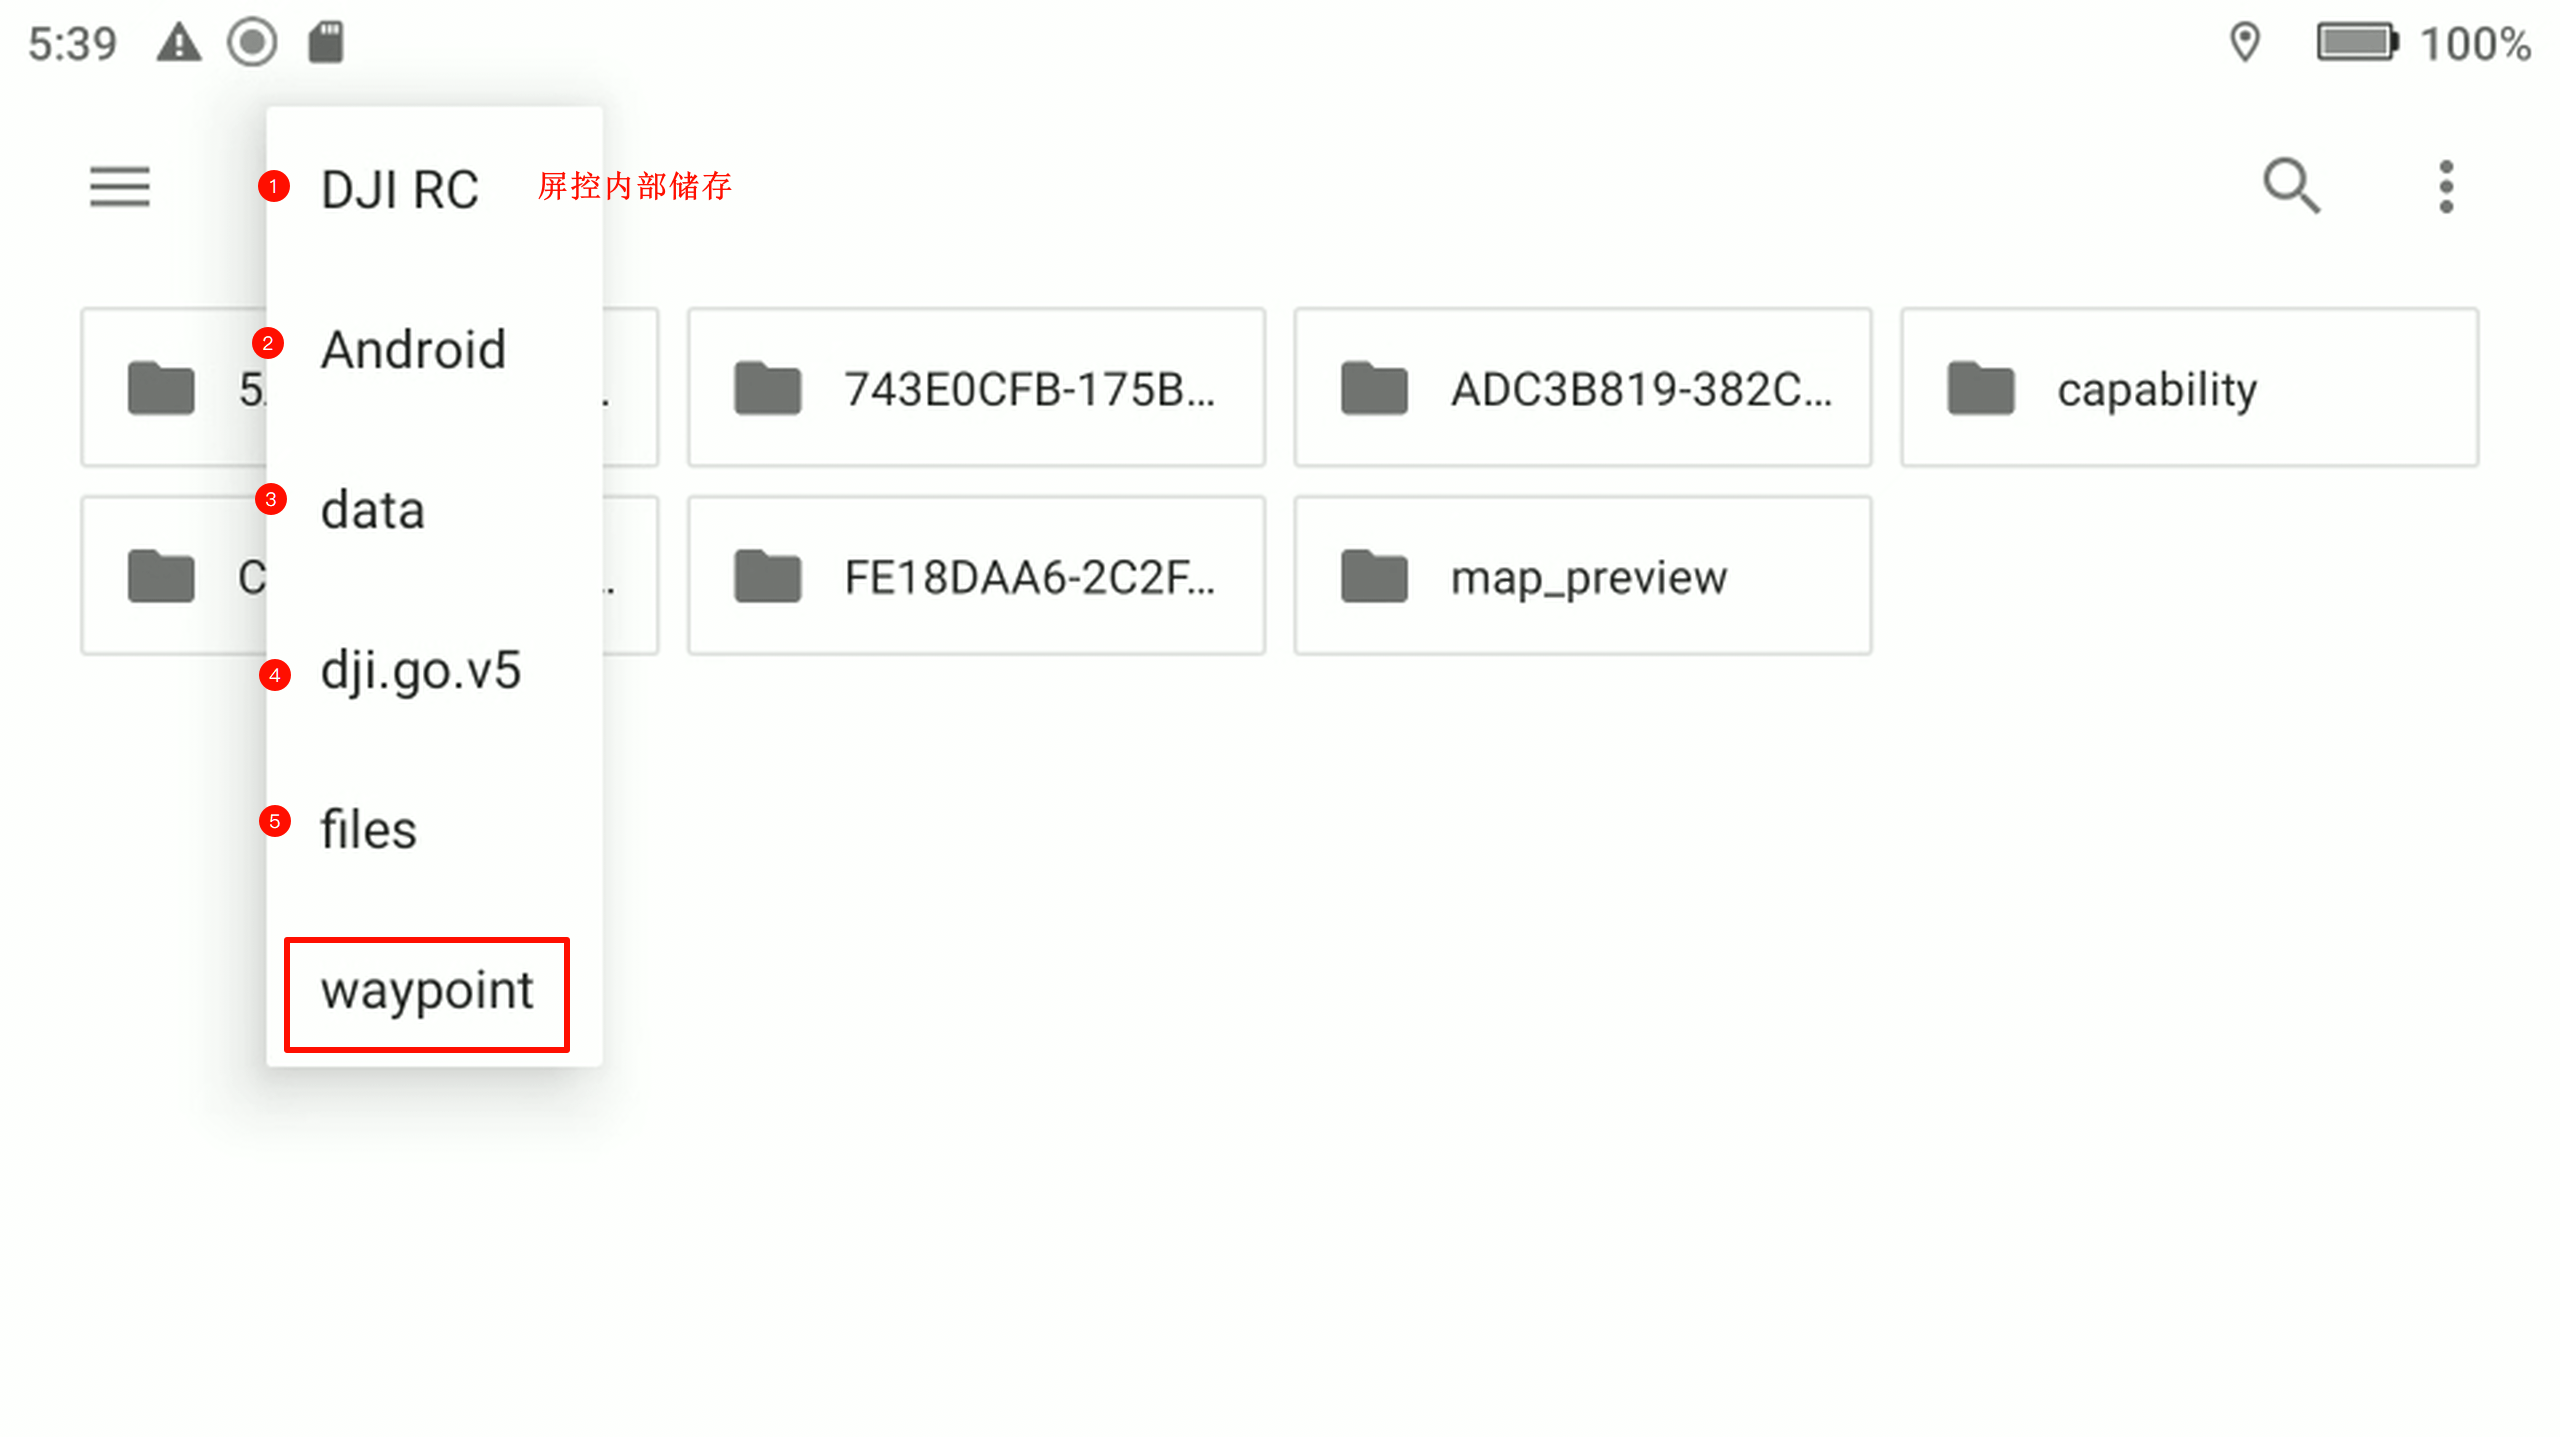 5:39
100%
1 DJI RC 屏控内部储存
2 Android
3 data
4 dji.go.v5
5 files
waypoint
743E0CFB-175B...
ADC3B819-382C...
capability
FE18DAA6-2C2F...
map_preview